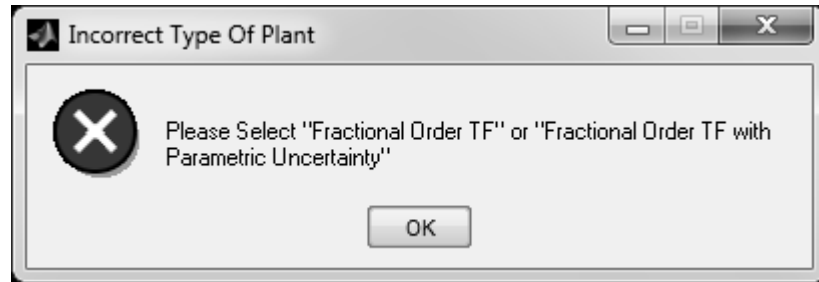 Incorrect Type Of Plant
Please Select "Fractional Order TF" or "Fractional Order TF with
Parametric Uncertainty"
OK